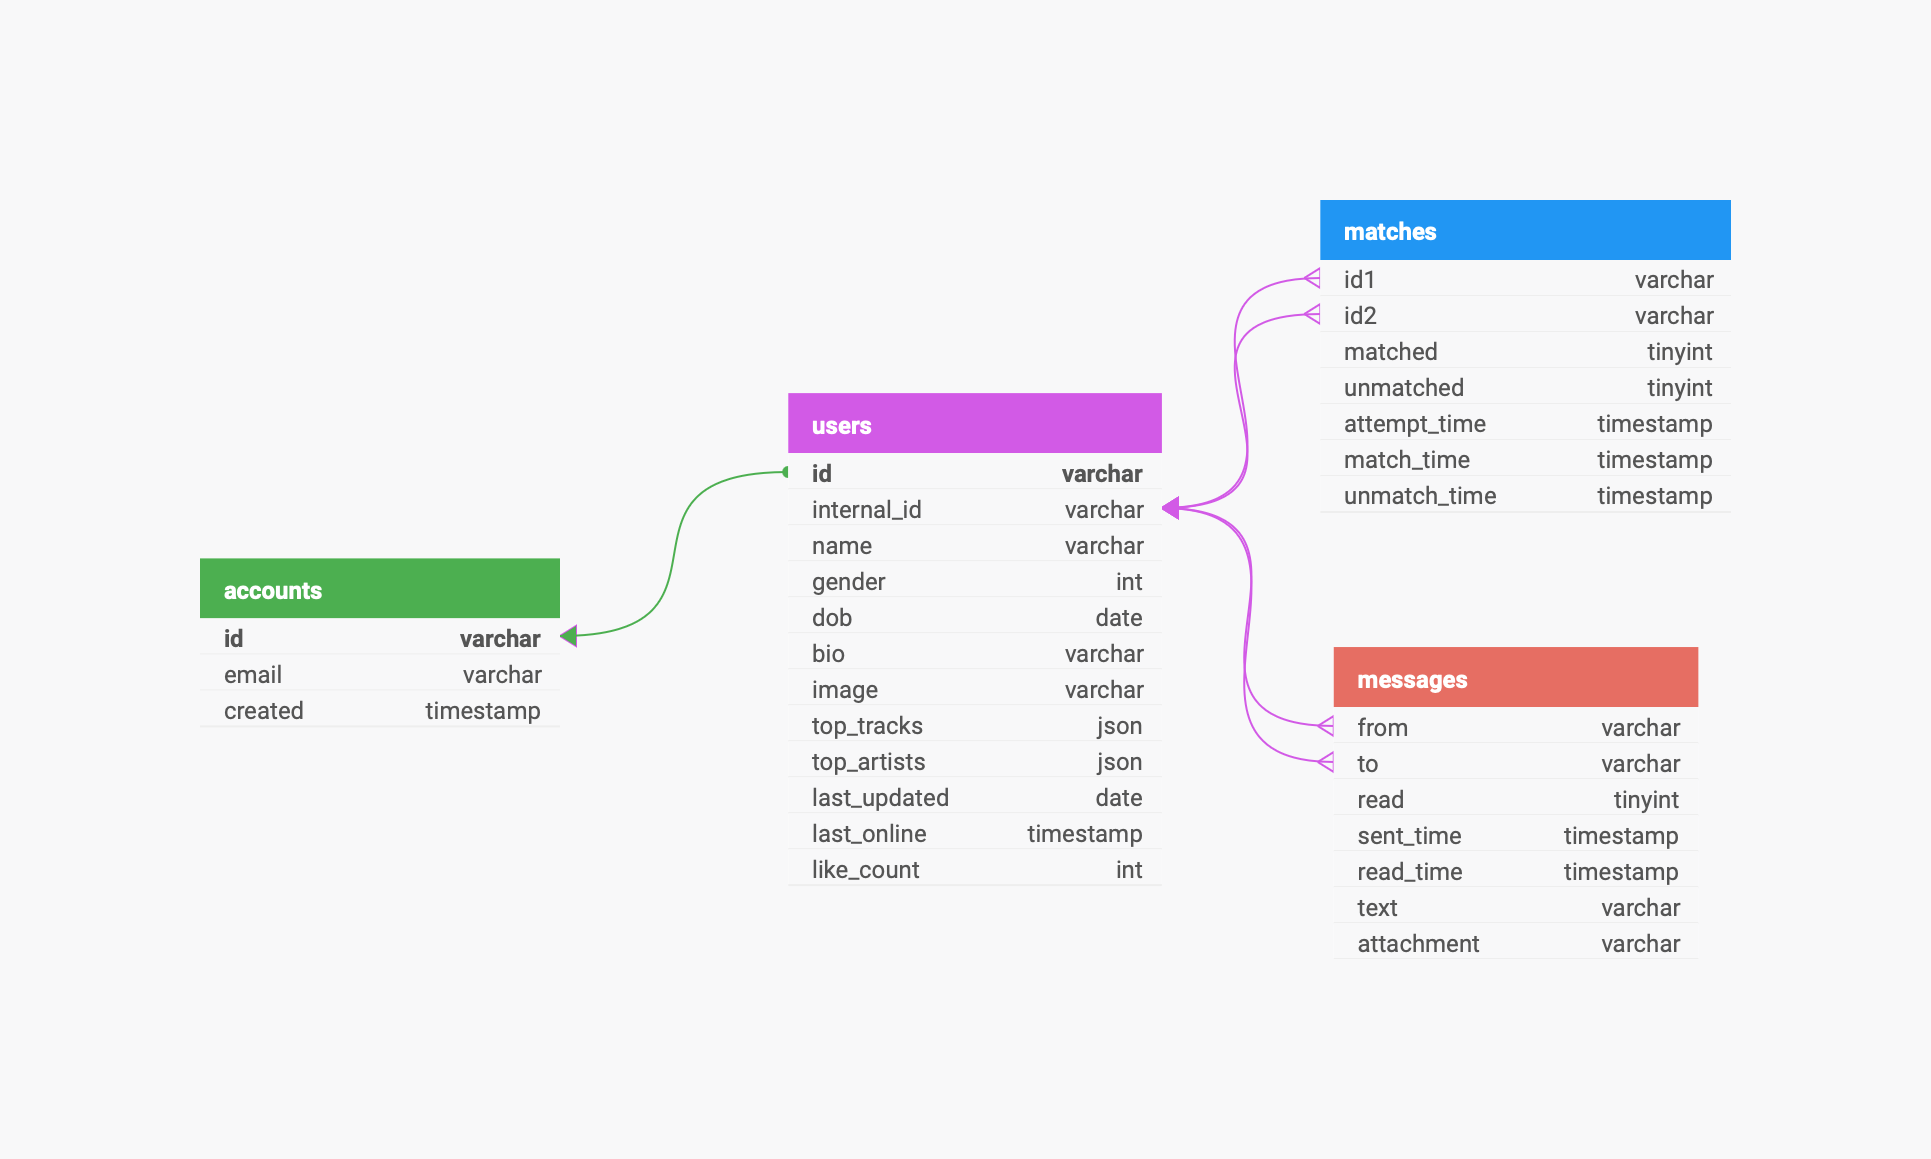 accounts
id varchar
email varchar
created timestamp
users
id varchar
internal_id varchar
name varchar
gender int
dob date
bio varchar
image varchar
top_tracks json
top_artists json
last_updated date
last_online timestamp
like_count int
matches
id1 varchar
id2 varchar
matched tinyint
unmatched tinyint
attempt_time timestamp
match_time timestamp
unmatch_time timestamp
messages
from varchar
to varchar
read tinyint
sent_time timestamp
read_time timestamp
text varchar
attachment varchar